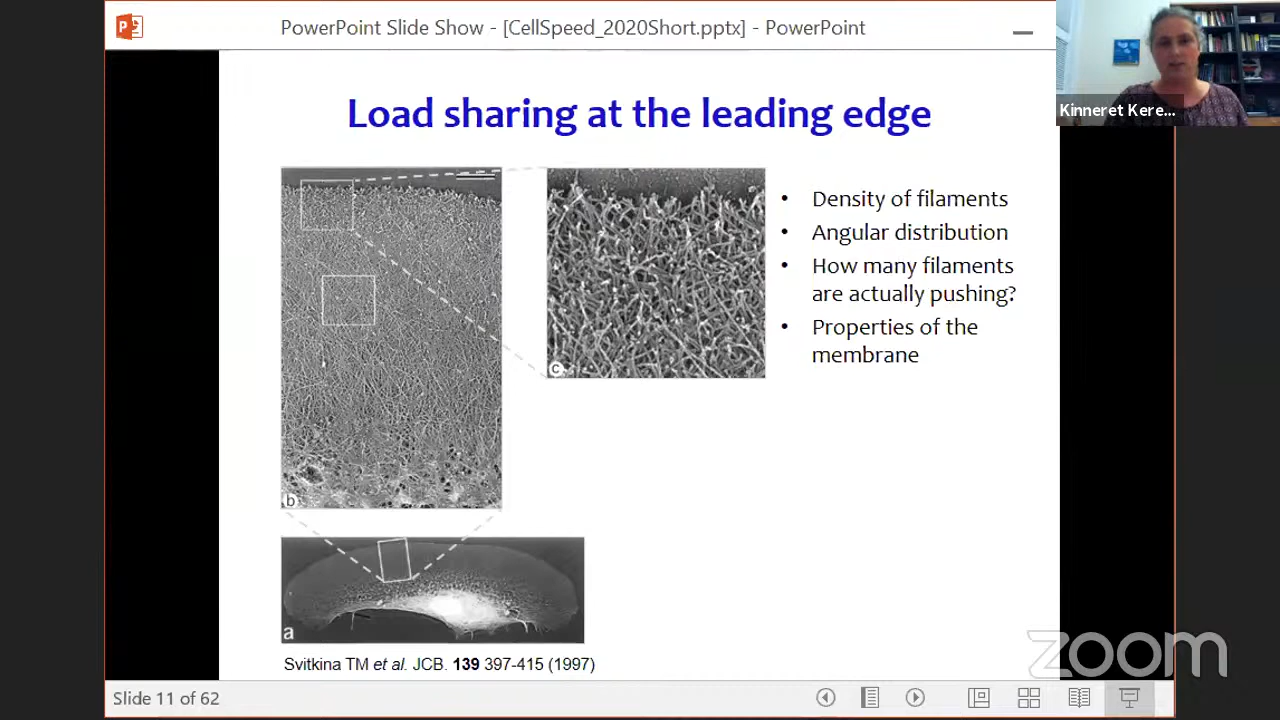 PowerPoint Slide Show - [CellSpeed_2020Short.pptx] - PowerPoint
Kinneret Kere...
Load sharing at the leading edge
• Density of filaments
• Angular distribution
• How many filaments
are actually pushing?
• Properties of the
membrane
c
b
a
Svitkina TM et al. JCB. 139 397-415 (1997)
zoom
Slide 11 of 62